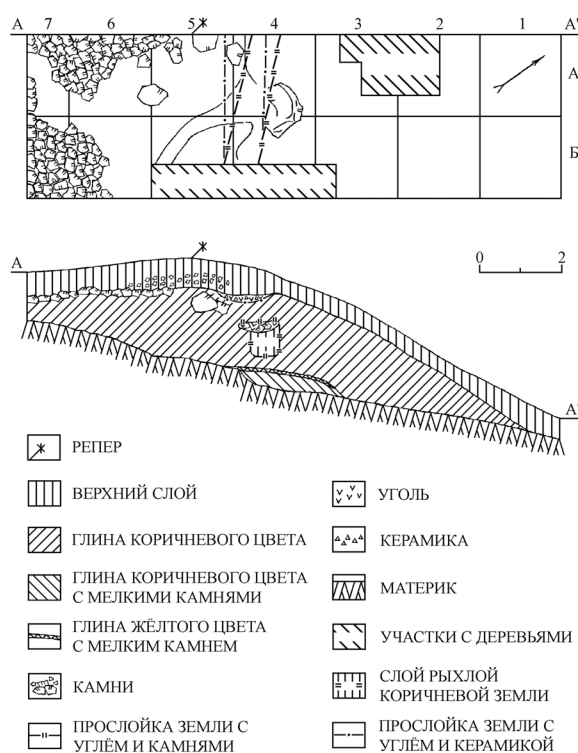 А 7 6 5 4 3 2 1 А'
А
Б
А
0 2
А'
РЕПЕР
ВЕРХНИЙ СЛОЙ
УГОЛЬ
ГЛИНА КОРИЧНЕВОГО ЦВЕТА
КЕРАМИКА
ГЛИНА КОРИЧНЕВОГО ЦВЕТА
С МЕЛКИМИ КАМНЯМИ
МАТЕРИК
ГЛИНА ЖЁЛТОГО ЦВЕТА
С МЕЛКИМ КАМНЕМ
УЧАСТКИ С ДЕРЕВЬЯМИ
КАМНИ
СЛОЙ РЫХЛОЙ
КОРИЧНЕВОЙ ЗЕМЛИ
ПРОСЛОЙКА ЗЕМЛИ С
УГЛЁМ И КАМНЯМИ
ПРОСЛОЙКА ЗЕМЛИ С
УГЛЁМ И КЕРАМИКОЙ